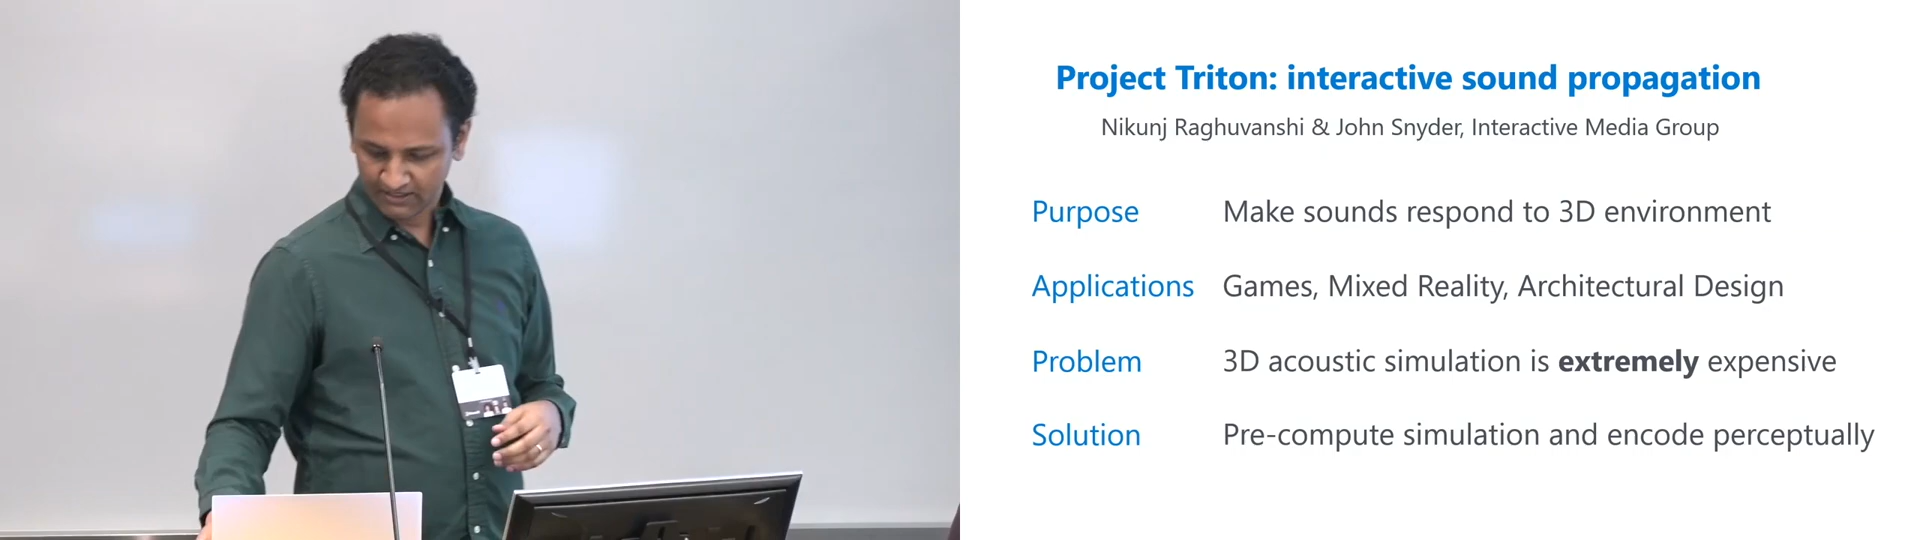 Project Triton: interactive sound propagation
Nikunj Raghuvanshi & John Snyder, Interactive Media Group
Purpose Make sounds respond to 3D environment
Applications Games, Mixed Reality, Architectural Design
Problem 3D acoustic simulation is extremely expensive
Solution Pre-compute simulation and encode perceptually